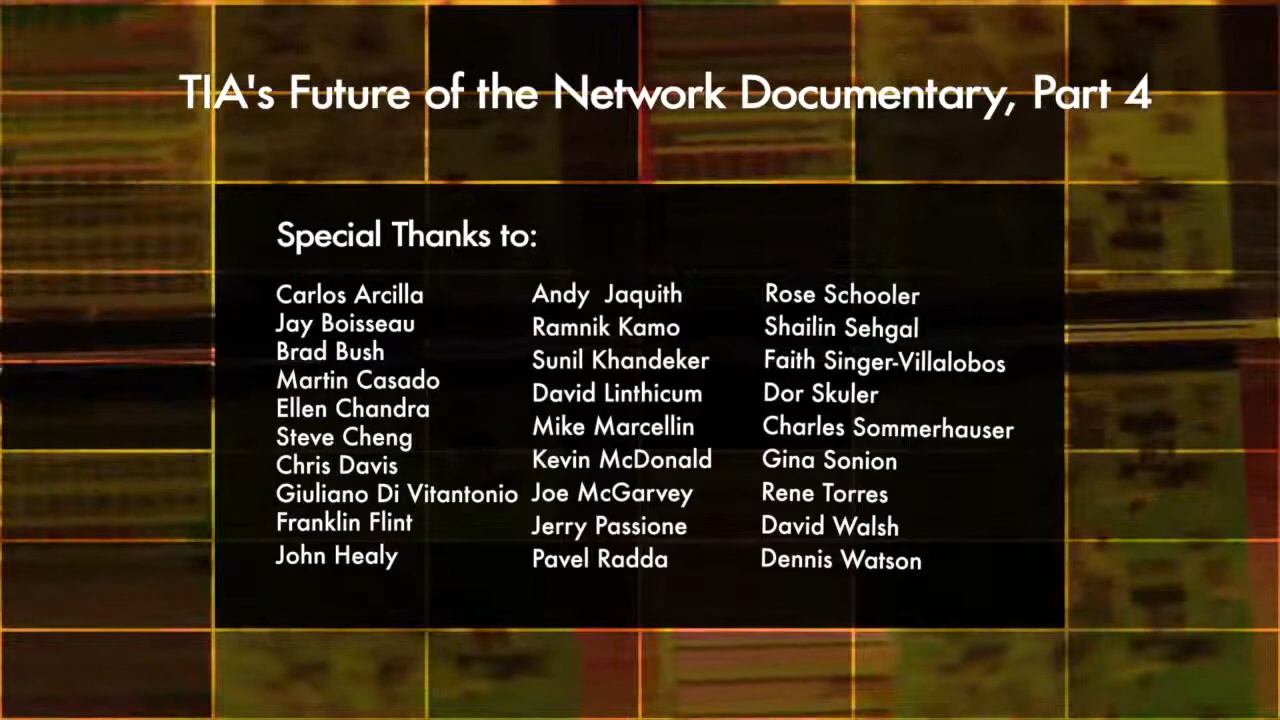 TIA's Future of the Network Documentary, Part 4
Special Thanks to:
Carlos Arcilla
Jay Boisseau
Brad Bush
Martin Casado
Ellen Chandra
Steve Cheng
Chris Davis
Giuliano Di Vitantonio
Franklin Flint
John Healy
Andy Jaquith
Ramnik Kamo
Sunil Khandeker
David Linthicum
Mike Marcellin
Kevin McDonald
Joe McGarvey
Jerry Passione
Pavel Radda
Rose Schooler
Shailin Sehgal
Faith Singer-Villalobos
Dor Skuler
Charles Sommerhauser
Gina Sonion
Rene Torres
David Walsh
Dennis Watson